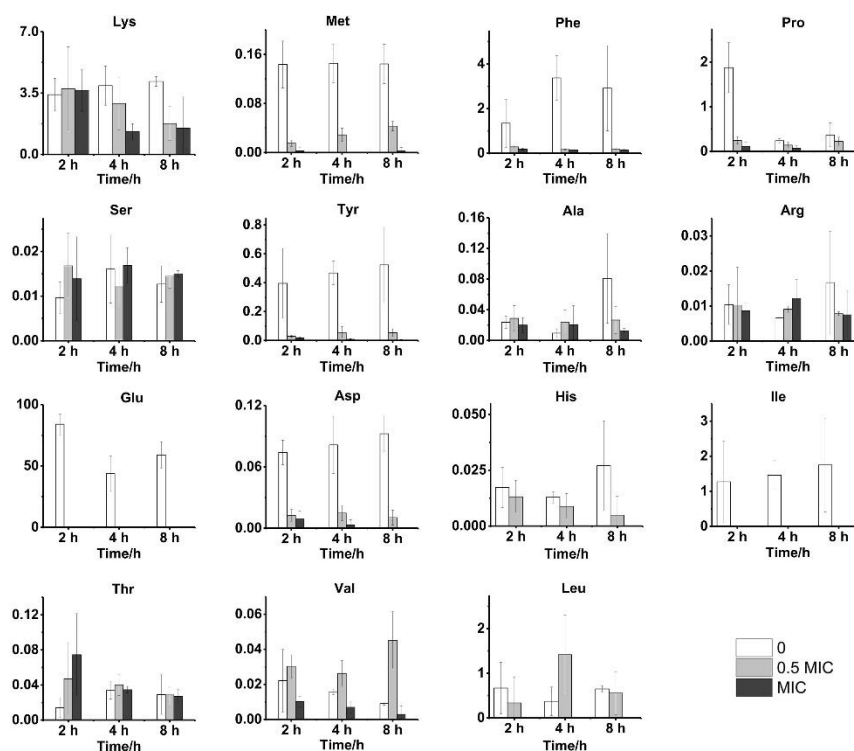 Lys
7.0
3.5
0.0
2 h 4 h 8 h
Time/h
Met
0.16
0.12
0.08
0.04
0.00
2 h 4 h 8 h
Time/h
Phe
4
2
0
2 h 4 h 8 h
Time/h
Pro
2
1
0
2 h 4 h 8 h
Time/h
Ser
0.02
0.01
0.00
2 h 4 h 8 h
Time/h
Tyr
0.8
0.6
0.4
0.2
0.0
2 h 4 h 8 h
Time/h
Ala
0.16
0.12
0.08
0.04
0.00
2 h 4 h 8 h
Time/h
Arg
0.03
0.02
0.01
0.00
2 h 4 h 8 h
Time/h
Glu
100
50
0
2 h 4 h 8 h
Time/h
Asp
0.12
0.08
0.04
0.00
2 h 4 h 8 h
Time/h
His
0.050
0.025
0.000
2 h 4 h 8 h
Time/h
Ile
3
2
1
0
2 h 4 h 8 h
Time/h
Thr
0.12
0.08
0.04
0.00
2 h 4 h 8 h
Time/h
Val
0.06
0.04
0.02
0.00
2 h 4 h 8 h
Time/h
Leu
2
1
0
2 h 4 h 8 h
Time/h
0
0.5 MIC
MIC